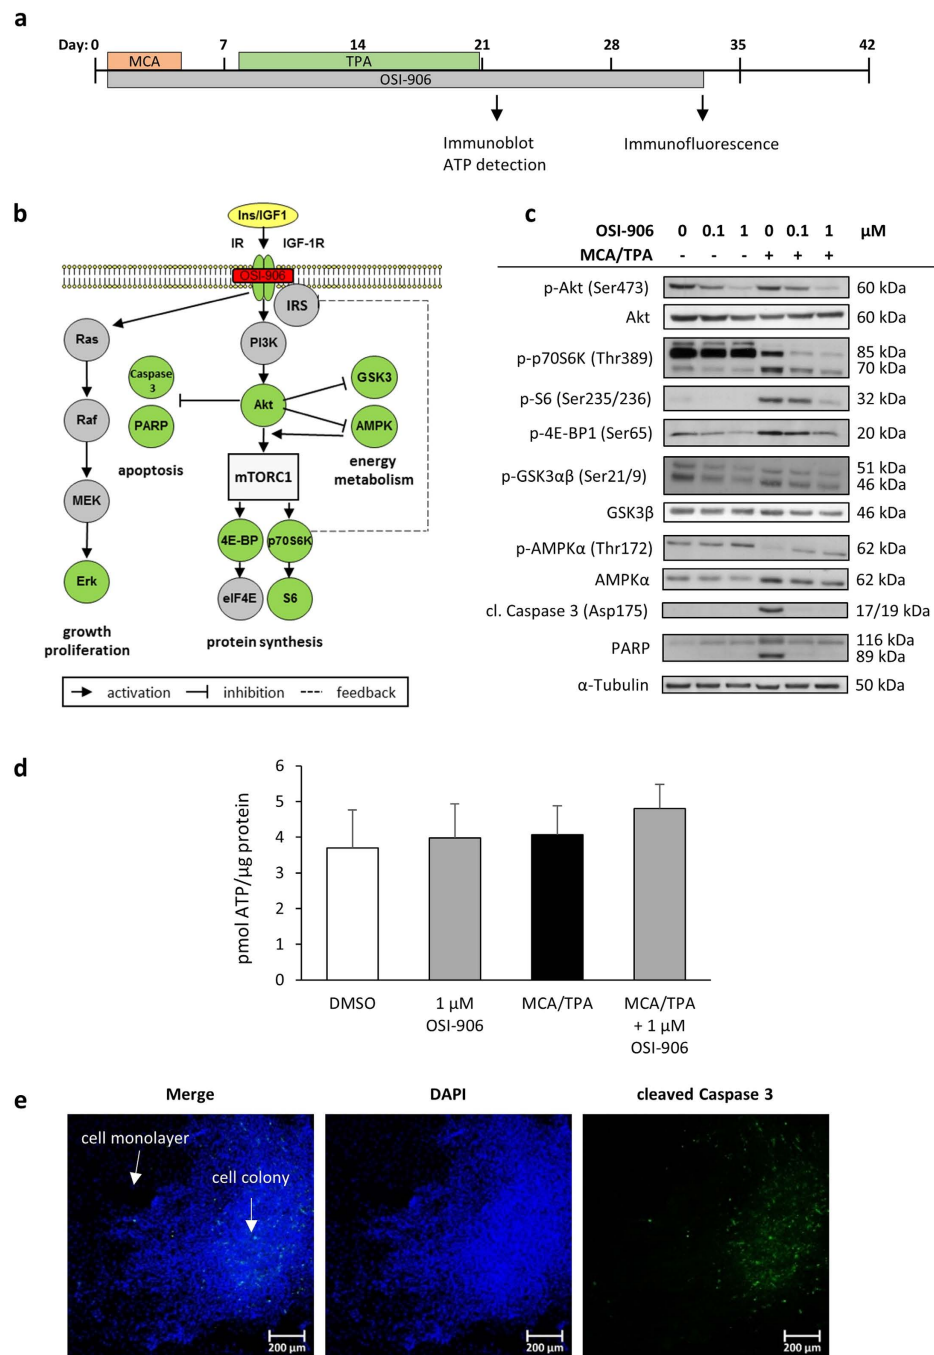 a
Day: 0 7 14 21 28 35 42
MCA TPA
OSI-906
Immunoblot
ATP detection
Immunofluorescence
b
Ins/IGF1
IR IGF-1R
OSI-906
IRS
Ras
PI3K
Caspase
3
GSK3
Akt
Raf
PARP
AMPK
apoptosis
energy
metabolism
mTORC1
MEK
4E-BP p70S6K
Erk
eIF4E S6
growth
proliferation
protein synthesis
activation inhibition feedback
c
OSI-906 0 0.1 1 0 0.1 1 µM
MCA/TPA - - - + + +
p-Akt (Ser473) 60 kDa
Akt 60 kDa
p-p70S6K (Thr389) 85 kDa
70 kDa
p-S6 (Ser235/236) 32 kDa
p-4E-BP1 (Ser65) 20 kDa
p-GSK3αβ (Ser21/9) 51 kDa
46 kDa
GSK3β 46 kDa
p-AMPKα (Thr172) 62 kDa
AMPKα 62 kDa
cl. Caspase 3 (Asp175) 17/19 kDa
PARP 116 kDa
89 kDa
α-Tubulin 50 kDa
d
pmol ATP/µg protein
6
5
4
3
2
1
0
DMSO 1 µM MCA/TPA MCA/TPA
OSI-906 + 1 µM
OSI-906
e
Merge DAPI cleaved Caspase 3
cell monolayer
cell colony
200 µm 200 µm 200 µm